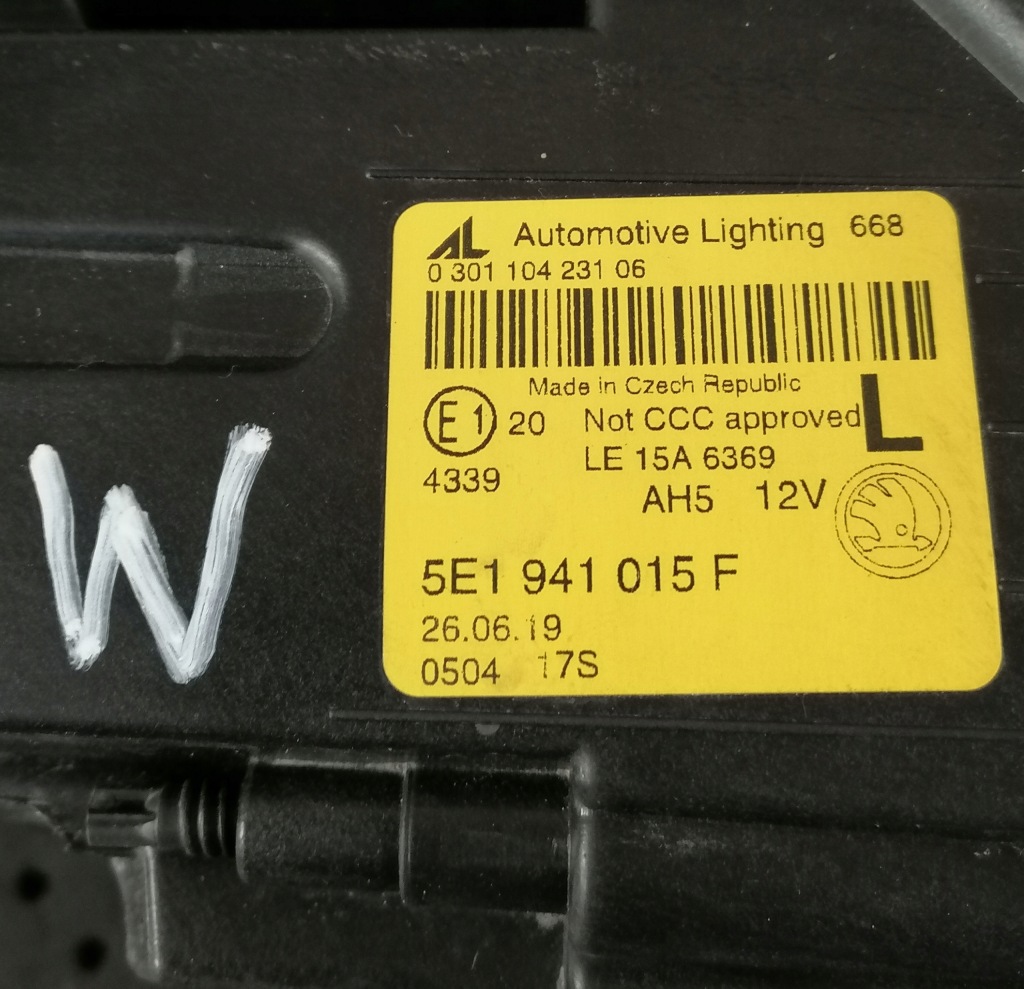 AL Automotive Lighting 668
0 301 104 231 06
Made in Czech Republic
E1 20 Not CCC approved L
4339 LE 15A 6369
AH5 12V
5E1 941 015 F
26.06.19
0504 17S
W